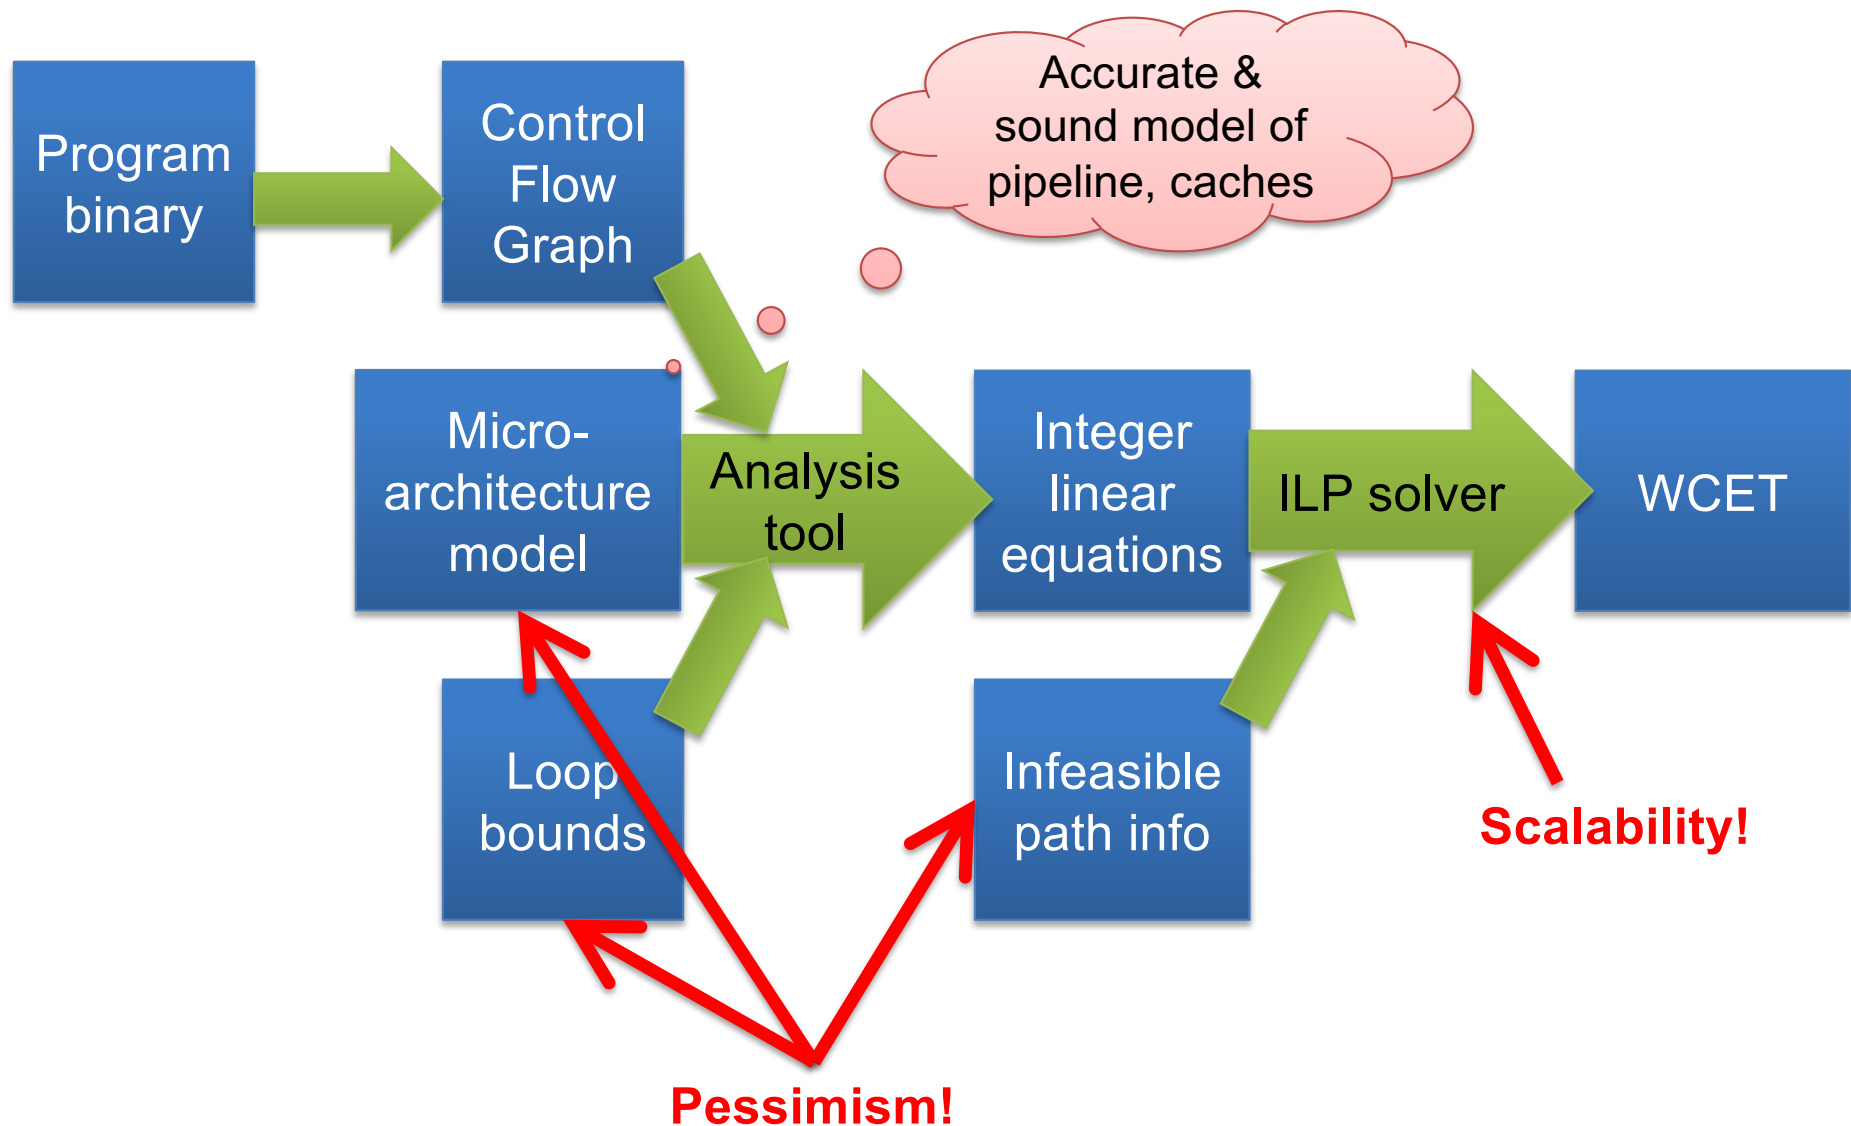 Program
binary
Control
Flow
Graph
Accurate &
sound model of
pipeline, caches
Micro-
architecture
model
Analysis
tool
Integer
linear
equations
ILP solver
WCET
Loop
bounds
Infeasible
path info
Scalability!
Pessimism!